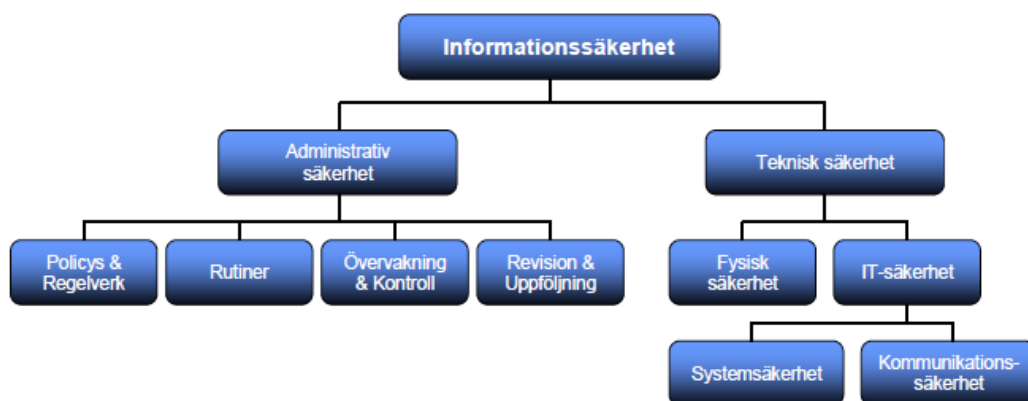 Informationssäkerhet
Administrativ
säkerhet
Teknisk säkerhet
Policys &
Regelverk
Rutiner
Övervakning
& Kontroll
Revision &
Uppföljning
Fysisk
säkerhet
IT-säkerhet
Systemsäkerhet
Kommunikations-
säkerhet